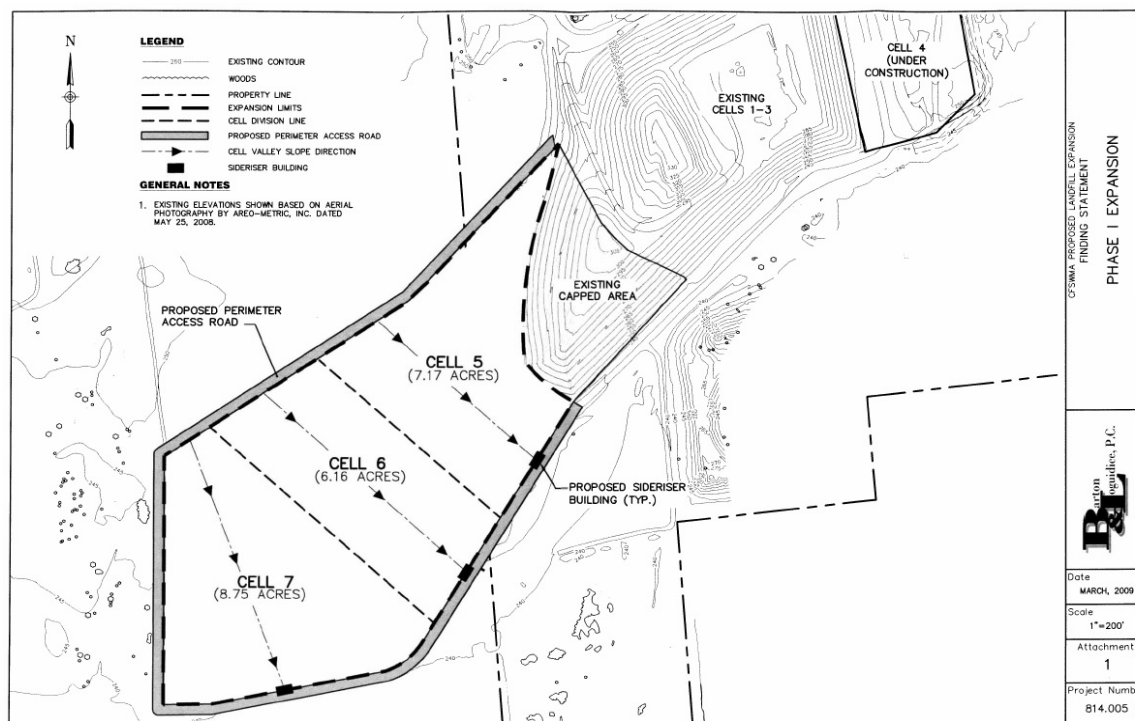 N
LEGEND
250 EXISTING CONTOUR
WOODS
PROPERTY LINE
EXPANSION LIMITS
CELL DIVISION LINE
PROPOSED PERIMETER ACCESS ROAD
CELL VALLEY SLOPE DIRECTION
SIDERISER BUILDING
GENERAL NOTES
1. EXISTING ELEVATIONS SHOWN BASED ON AERIAL
PHOTOGRAPHY BY AREO-METRIC, INC. DATED
MAY 25, 2008.
CELL 4
(UNDER
CONSTRUCTION)
EXISTING
CELLS 1-3
EXISTING
CAPPED AREA
PROPOSED PERIMETER
ACCESS ROAD
CELL 5
(7.17 ACRES)
CELL 6
(6.16 ACRES)
PROPOSED SIDERISER
BUILDING (TYP.)
CELL 7
(8.75 ACRES)
CFSWMA PROPOSED LANDFILL EXPANSION
FINDING STATEMENT
PHASE I EXPANSION
Barton
& Loguidice, P.C.
Date
MARCH, 2009
Scale
1"=200'
Attachment
1
Project Numb
814.005